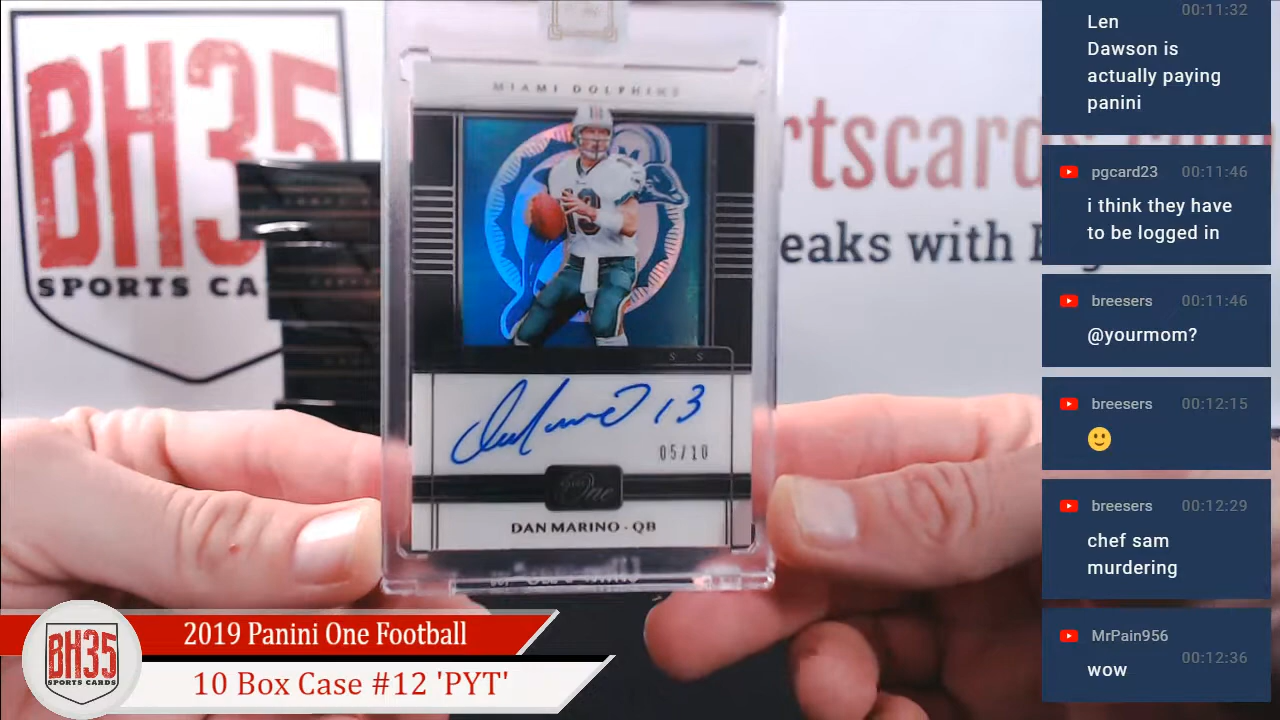 BH35
SPORTS CA
rtscards
eaks with
MIAMI DOLPHINS
13
S S
13
05/10
One
DAN MARINO · QB
BH35
SPORTS CARDS
2019 Panini One Football
10 Box Case #12 'PYT'
00:11:32
Len
Dawson is
actually paying
panini
pgcard23 00:11:46
i think they have
to be logged in
breesers 00:11:46
@yourmom?
breesers 00:12:15
🙂
breesers 00:12:29
chef sam
murdering
MrPain956
00:12:36
wow